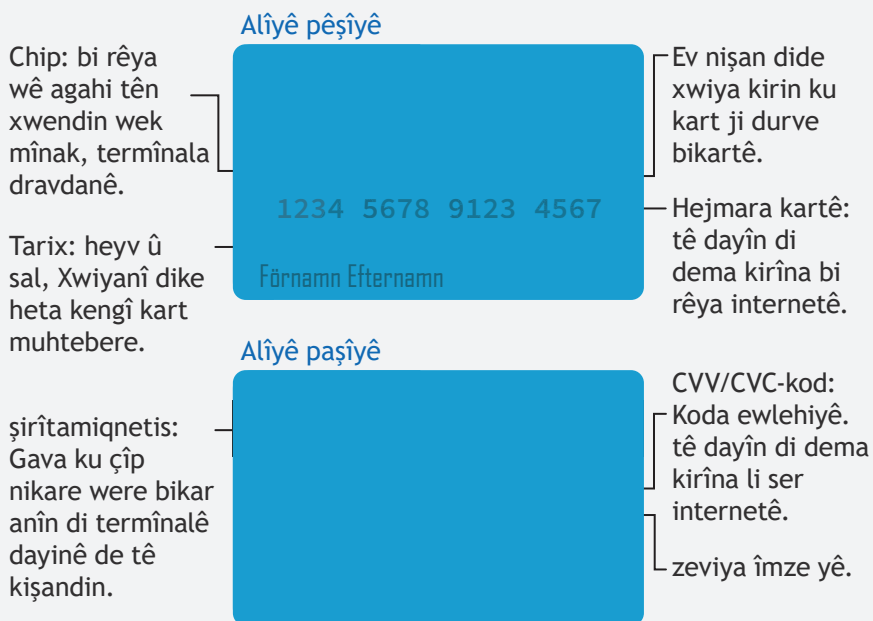 Alîyê pêşîyê
Chip: bi rêya
wê agahi tên
xwendin wek
mînak, termînala
dravdanê.
Tarix: heyv û
sal, Xwiyanî dike
heta kengî kart
muhtebere.
1234 5678 9123 4567
Förnamn Efternamn
Ev nişan dide
xwiya kirin ku
kart ji durve
bikartê.
Hejmara kartê:
tê dayîn di
dema kirîna bi
rêya internetê.
Alîyê paşîyê
şirîtamiqnetis:
Gava ku çîp
nikare were bikar
anîn di termînalê
dayinê de tê
kişandin.
CVV/CVC-kod:
Koda ewlehiyê.
tê dayîn di dema
kirîna li ser
internetê.
zeviya îmze yê.